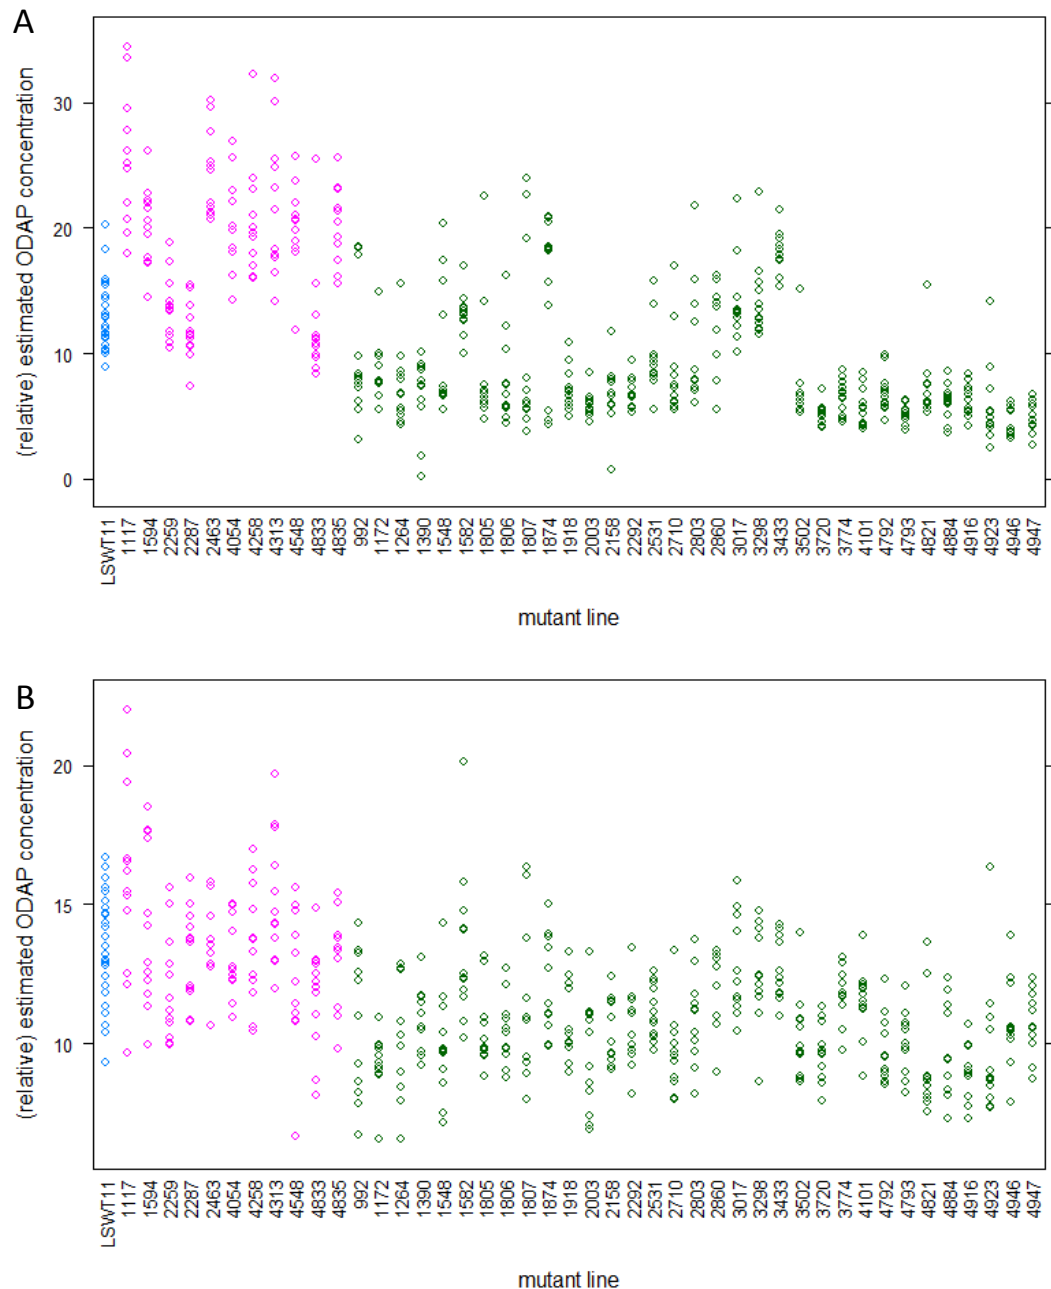 A
(relative) estimated ODAP concentration
30
20
10
0
LSWT11 1117 1594 2259 2287 2463 4054 4258 4313 4548 4833 4835 992 1172 1264 1390 1548 1582 1805 1806 1807 1874 1918 2003 2158 2292 2531 2710 2803 2860 3017 3298 3433 3502 3720 3774 4101 4792 4793 4821 4884 4916 4923 4946 4947
mutant line
B
(relative) estimated ODAP concentration
20
15
10
LSWT11 1117 1594 2259 2287 2463 4054 4258 4313 4548 4833 4835 992 1172 1264 1390 1548 1582 1805 1806 1807 1874 1918 2003 2158 2292 2531 2710 2803 2860 3017 3298 3433 3502 3720 3774 4101 4792 4793 4821 4884 4916 4923 4946 4947
mutant line